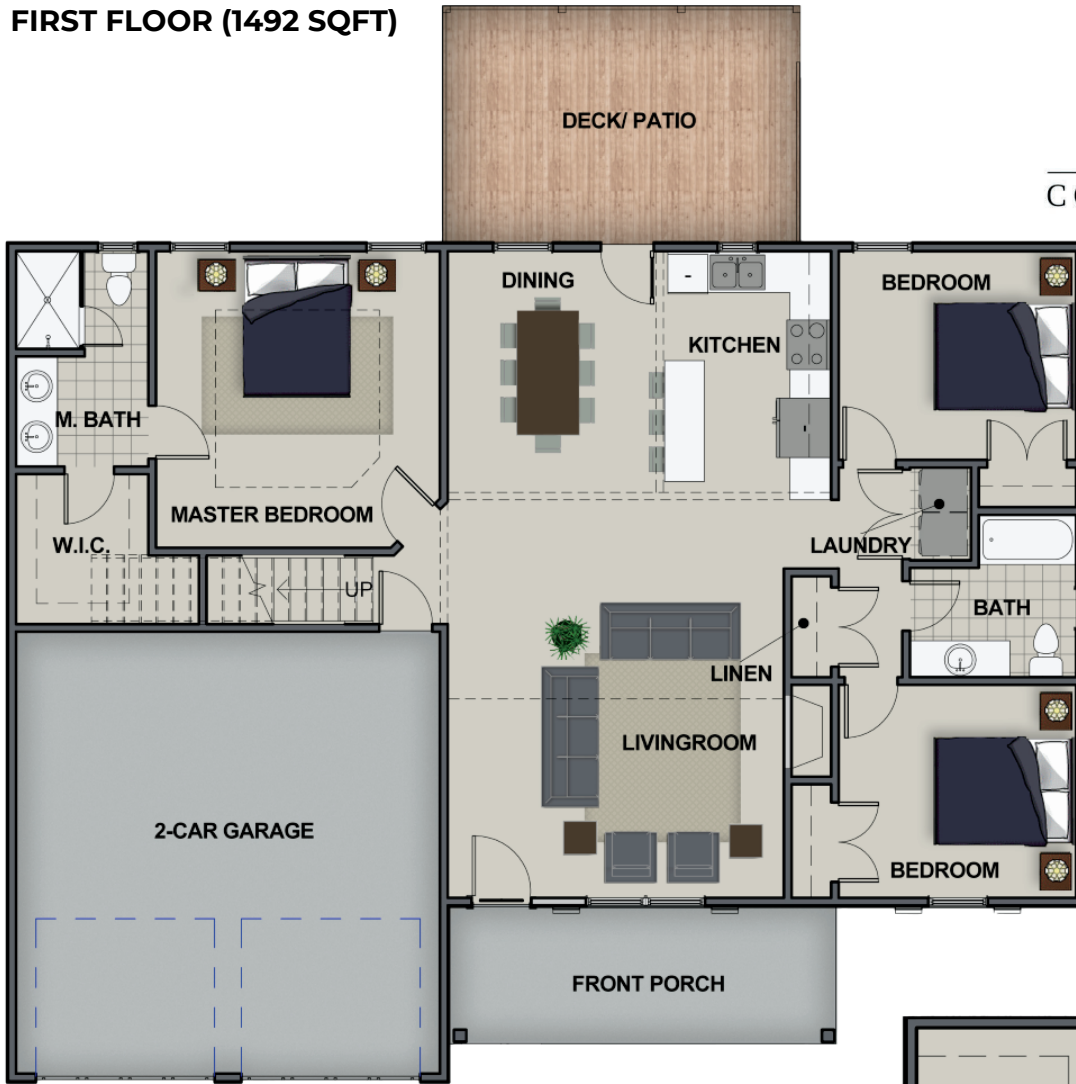 FIRST FLOOR (1492 SQFT)
DECK/ PATIO
DINING
BEDROOM
KITCHEN
M. BATH
MASTER BEDROOM
W.I.C.
LAUNDRY
UP
BATH
LINEN
LIVINGROOM
2-CAR GARAGE
BEDROOM
FRONT PORCH